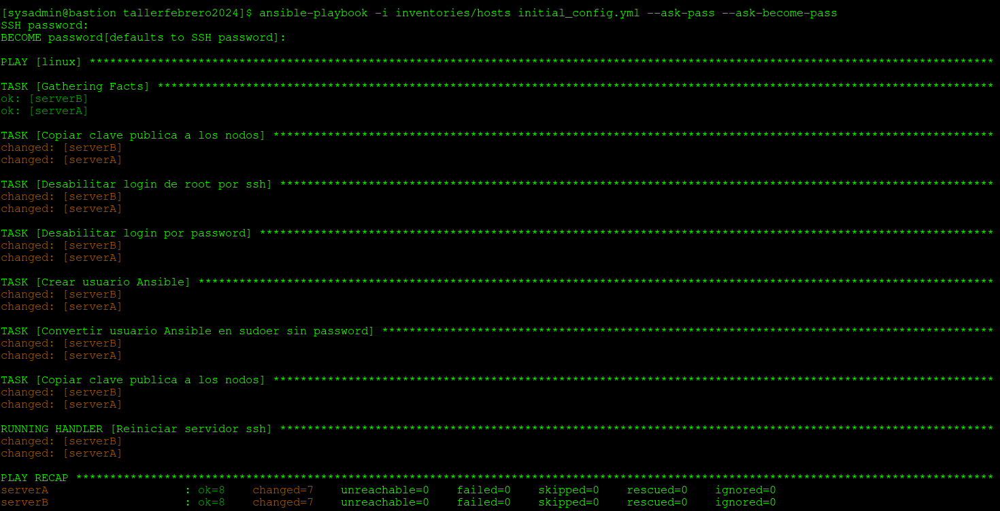 [sysadmin@bastion tallerfebrero2024]$ ansible-playbook -i inventories/hosts initial_config.yml --ask-pass --ask-become-pass
SSH password:
BECOME password[defaults to SSH password]:
PLAY [linux] *************************************************************************************************************************************
TASK [Gathering Facts] ***************************************************************************************************************************
ok: [serverB]
ok: [serverA]
TASK [Copiar clave publica a los nodos] **********************************************************************************************************
changed: [serverB]
changed: [serverA]
TASK [Desabilitar login de root por ssh] *********************************************************************************************************
changed: [serverB]
changed: [serverA]
TASK [Desabilitar login por password] ************************************************************************************************************
changed: [serverB]
changed: [serverA]
TASK [Crear usuario Ansible] *********************************************************************************************************************
changed: [serverB]
changed: [serverA]
TASK [Convertir usuario Ansible en sudoer sin password] ******************************************************************************************
changed: [serverB]
changed: [serverA]
TASK [Copiar clave publica a los nodos] **********************************************************************************************************
changed: [serverB]
changed: [serverA]
RUNNING HANDLER [Reiniciar servidor ssh] *********************************************************************************************************
changed: [serverB]
changed: [serverA]
PLAY RECAP ***************************************************************************************************************************************
serverA                    : ok=8    changed=7    unreachable=0    failed=0    skipped=0    rescued=0    ignored=0
serverB                    : ok=8    changed=7    unreachable=0    failed=0    skipped=0    rescued=0    ignored=0